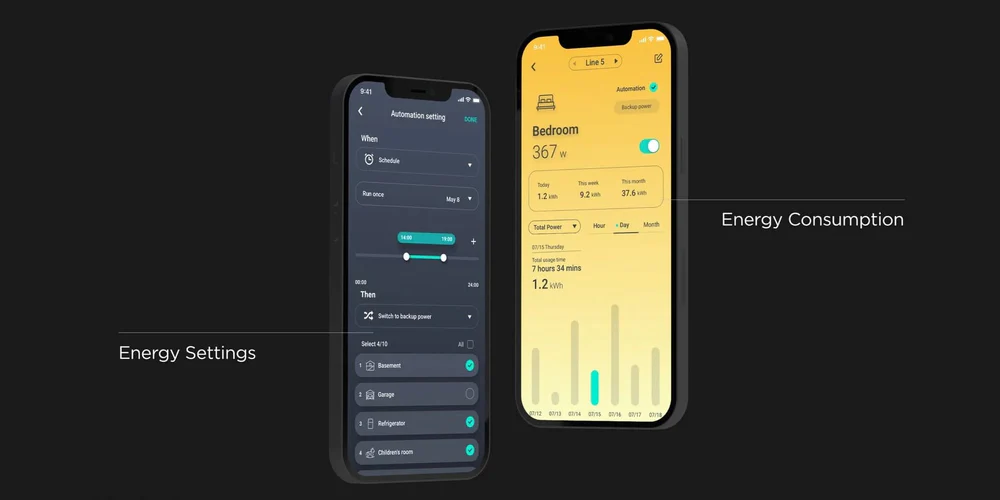 9:41
Automation setting
DONE
When
Schedule
Run once
May 8
14:00
19:00
+
00:00
24:00
Then
Switch to backup power
Select 4/10
All
1 Basement
2 Garage
3 Refrigerator
4 Children's room
Energy Settings
9:41
Line 5
Automation
Backup power
Bedroom
367 W
Today
This week
This month
1.2 kWh
9.2 kWh
37.6 kWh
Total Power
Hour
Day
Month
07/15 Thursday
Total usage time
7 hours 34 mins
1.2 kWh
07/12 07/13 07/14 07/15 07/16 07/17 07/18
Energy Consumption